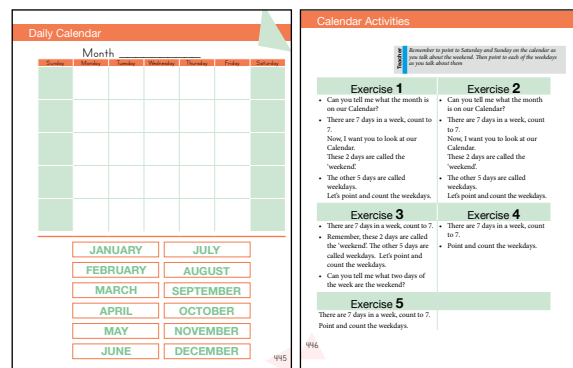 Daily Calendar
Month
Sunday Monday Tuesday Wednesday Thursday Friday Saturday
JANUARY JULY
FEBRUARY AUGUST
MARCH SEPTEMBER
APRIL OCTOBER
MAY NOVEMBER
JUNE DECEMBER
445
Calendar Activities
Teacher
Remember to point to Saturday and Sunday on the calendar as
you talk about the weekend. Then point to each of the weekdays
as you talk about them
Exercise 1
• Can you tell me what the month is
on our Calendar?
• There are 7 days in a week, count to
7.
Now, I want you to look at our
Calendar.
These 2 days are called the
'weekend'.
• The other 5 days are called
weekdays.
Let's point and count the weekdays.
Exercise 2
• Can you tell me what the month
is on our Calendar?
• There are 7 days in a week, count
to 7.
Now, I want you to look at our
Calendar.
These 2 days are called the
'weekend'.
• The other 5 days are called
weekdays.
Let's point and count the weekdays.
Exercise 3
• There are 7 days in a week, count to 7.
• Remember, these 2 days are called
the 'weekend'. The other 5 days are
called weekdays. Let's point and
count the weekdays.
• Can you tell me what two days of
the week are the weekend?
Exercise 4
• There are 7 days in a week, count
to 7.
• Point and count the weekdays.
Exercise 5
There are 7 days in a week, count to 7.
Point and count the weekdays.
446